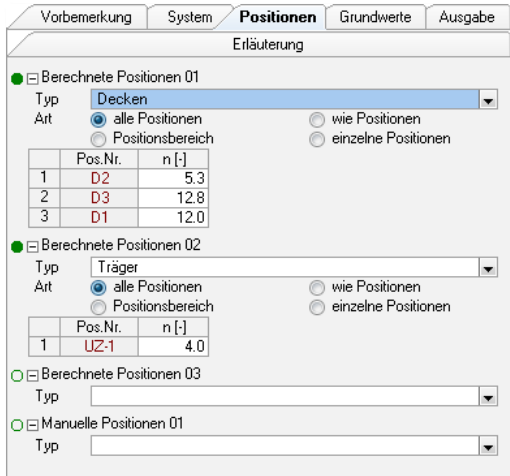 Vorbemerkung System Positionen Grundwerte Ausgabe
Erläuterung
Berechnete Positionen 01
Typ Decken
Art alle Positionen wie Positionen
Positionsbereich einzelne Positionen
Pos.Nr. n [-]
1 D2 5.3
2 D3 12.8
3 D1 12.0
Berechnete Positionen 02
Typ Träger
Art alle Positionen wie Positionen
Positionsbereich einzelne Positionen
Pos.Nr. n [-]
1 UZ-1 4.0
Berechnete Positionen 03
Typ
Manuelle Positionen 01
Typ